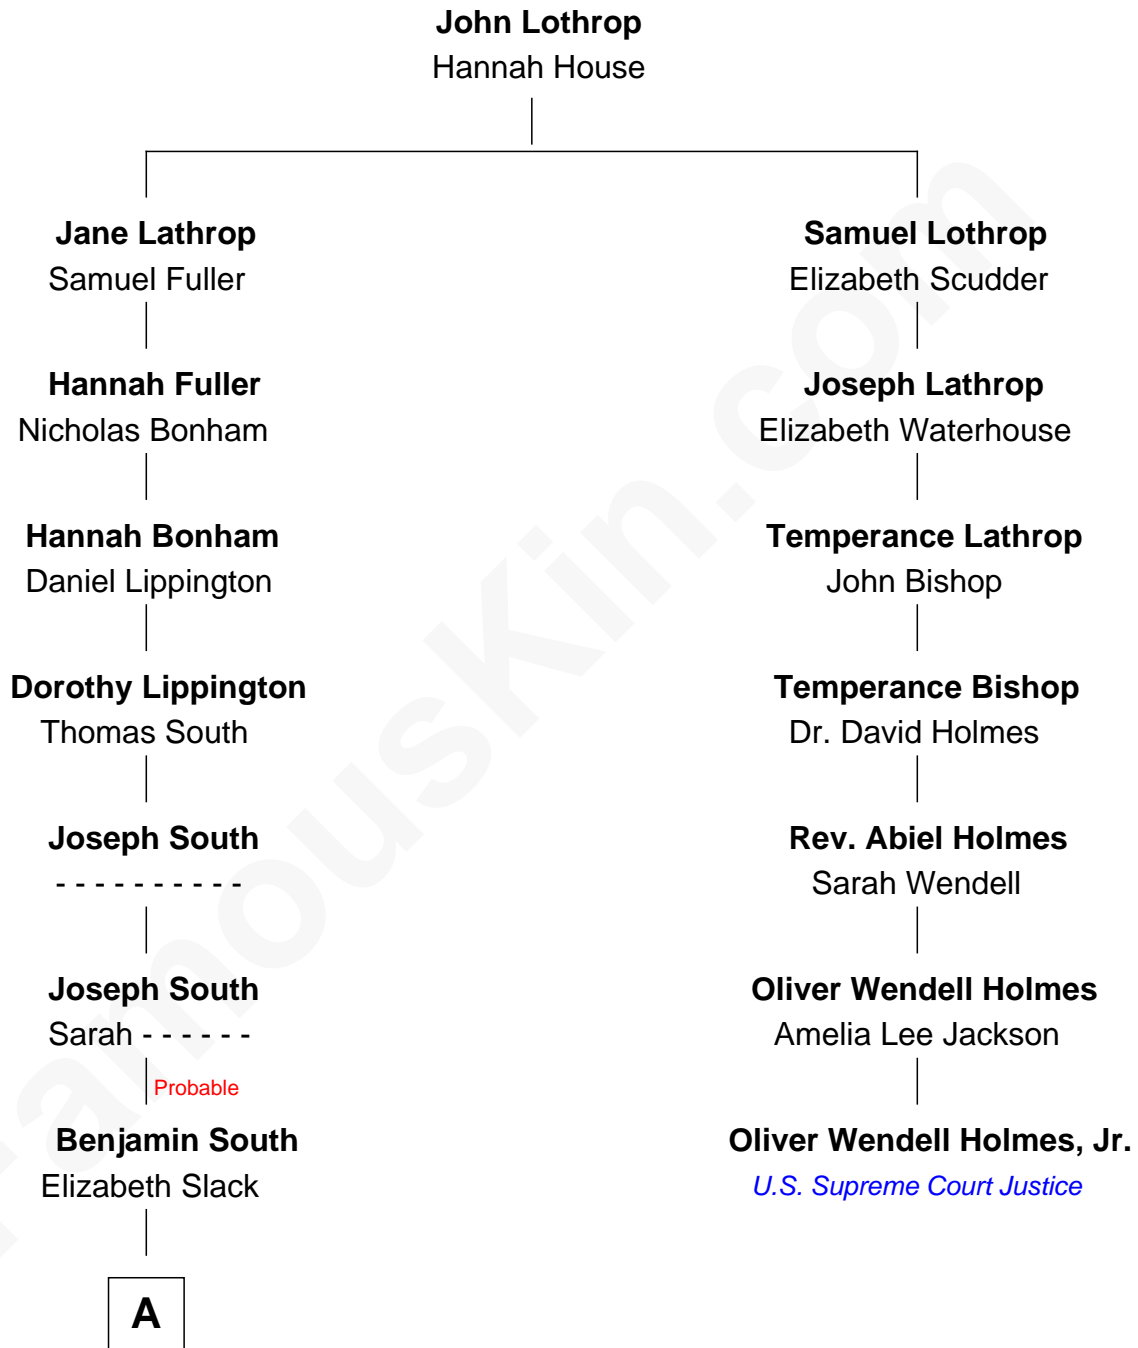 John Lothrop
Hannah House
Jane Lathrop
Samuel Fuller
Samuel Lothrop
Elizabeth Scudder
Hannah Fuller
Nicholas Bonham
Joseph Lathrop
Elizabeth Waterhouse
Hannah Bonham
Daniel Lippington
Temperance Lathrop
John Bishop
Dorothy Lippington
Thomas South
Temperance Bishop
Dr. David Holmes
Joseph South
- - - - - - - - - -
Rev. Abiel Holmes
Sarah Wendell
Joseph South
Sarah - - - - - -
Oliver Wendell Holmes
Amelia Lee Jackson
Probable
Benjamin South
Elizabeth Slack
Oliver Wendell Holmes, Jr.
U.S. Supreme Court Justice
A
FamousKin.com